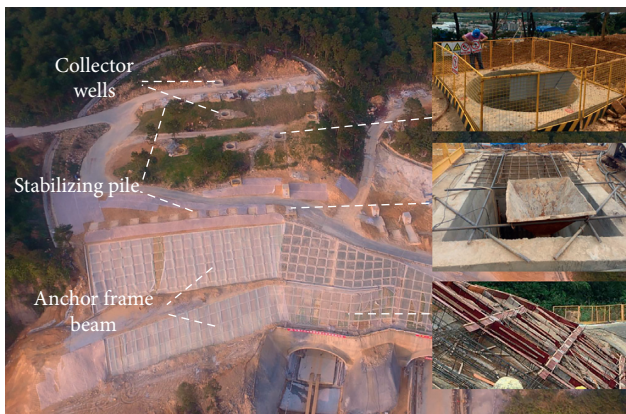 Collector
wells
Stabilizing pile
Anchor frame
beam